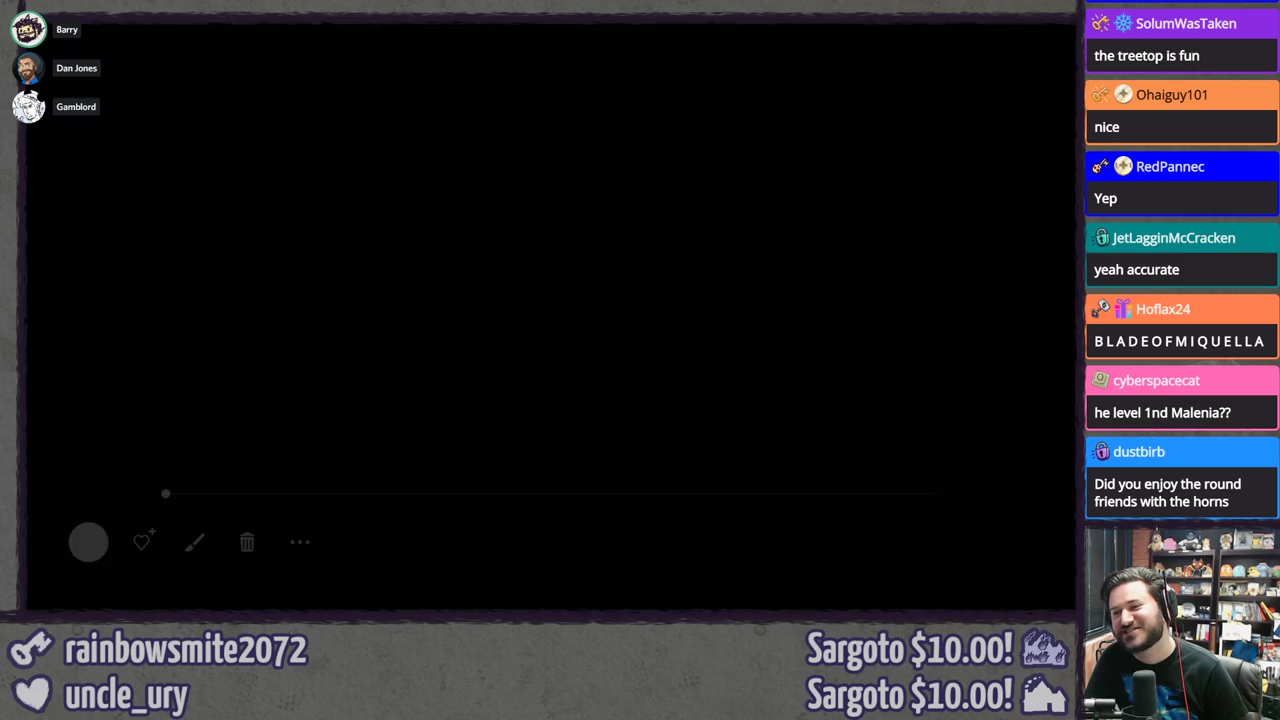 Barry
Dan Jones
Gamblord
SolumWasTaken
the treetop is fun
Ohaiguy101
nice
RedPannec
Yep
JetLagginMcCracken
yeah accurate
Hoflax24
B L A D E O F M I Q U E L L A
cyberspacecat
he level 1nd Malenia??
dustbirb
Did you enjoy the round
friends with the horns
rainbowsmite2072
uncle_ury
Sargoto $10.00!
Sargoto $10.00!